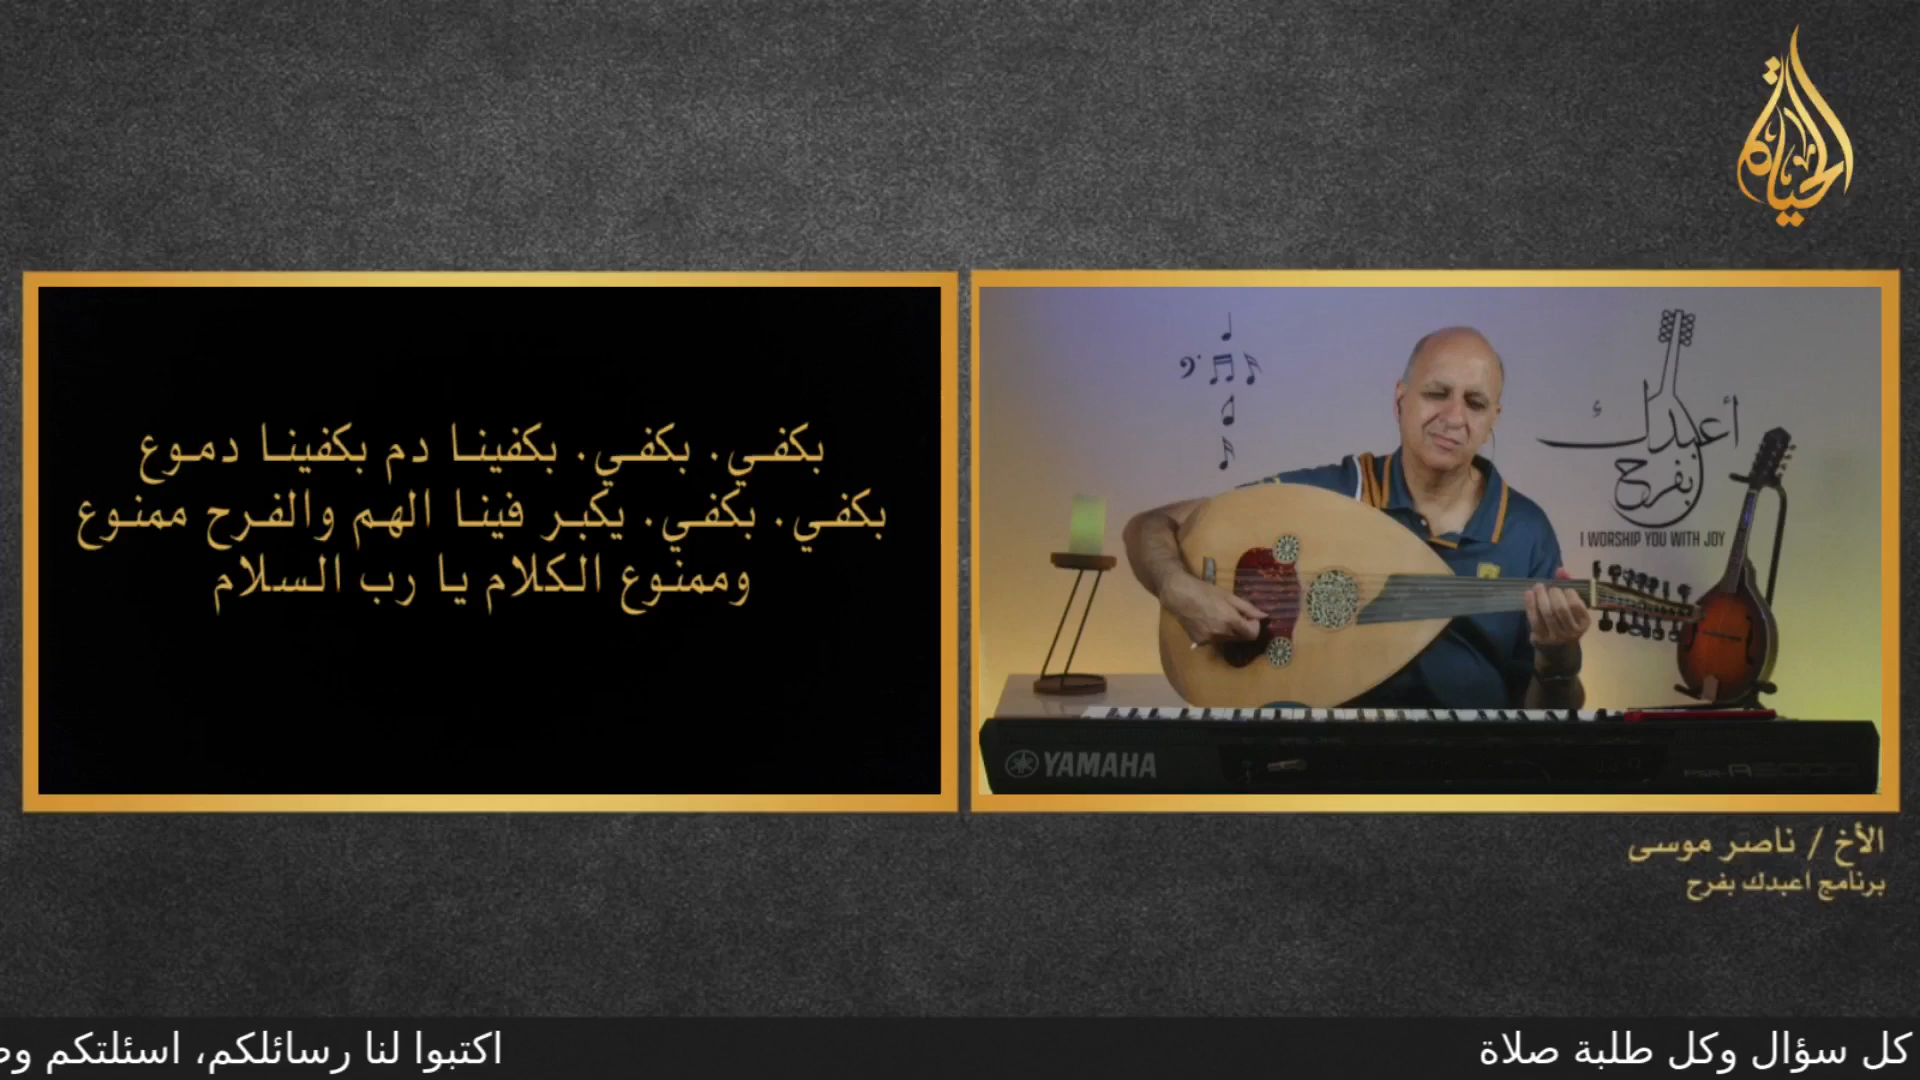 الحياة
بكفي. بكفي. بكفينا دم بكفينا دموع
بكفي. بكفي. يكبر فينا الهم والفرح ممنوع
وممنوع الكلام يا رب السلام
أعبدك
بفرح
I WORSHIP YOU WITH JOY
YAMAHA
PSR-A2000
الأخ / ناصر موسى
برنامج اعبدك بفرح
كل سؤال وكل طلبة صلاة
اكتبوا لنا رسائلكم، اسئلتكم